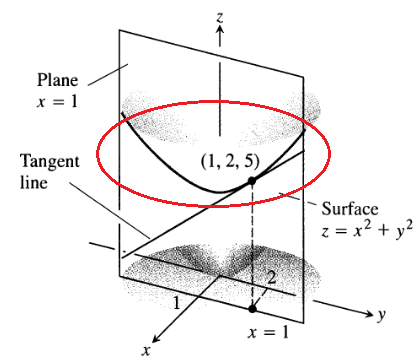 z
Plane
x = 1
Tangent
line
(1, 2, 5)
Surface
z = x² + y²
2
1
x = 1
y
x